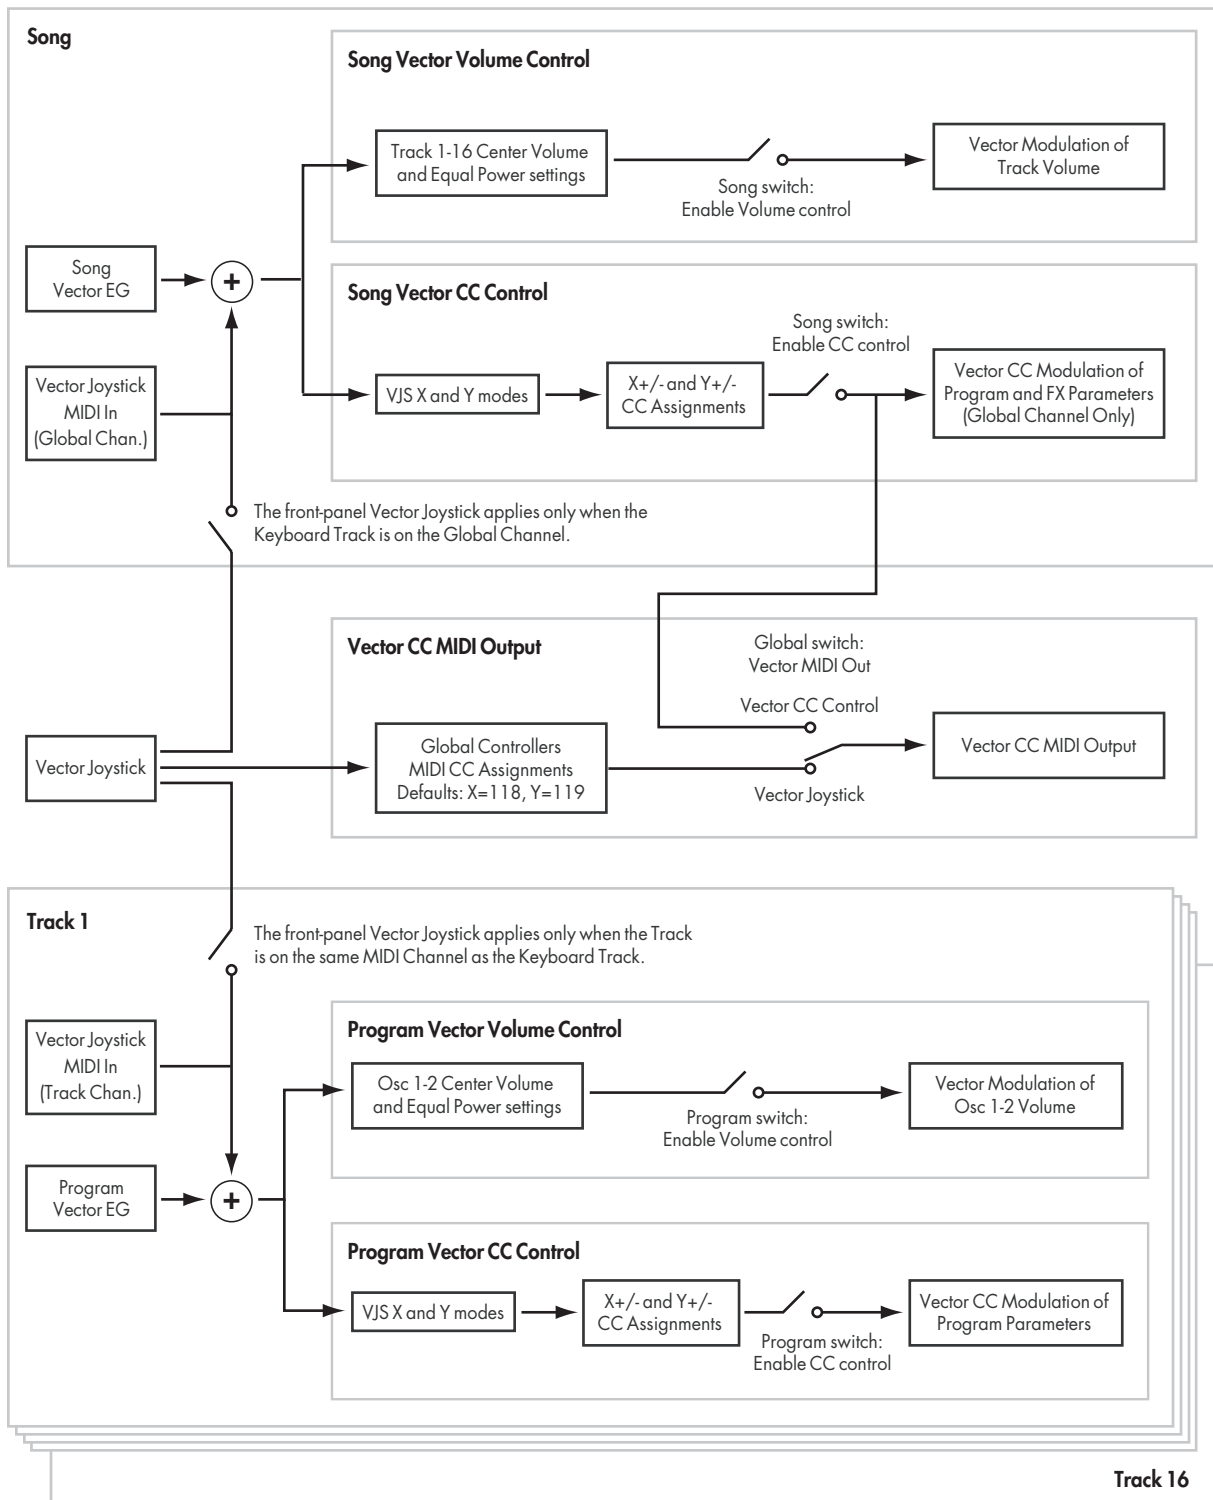 Song
Song Vector Volume Control
Track 1-16 Center Volume
and Equal Power settings
Song switch:
Enable Volume control
Vector Modulation of
Track Volume
Song
Vector EG
+
Song Vector CC Control
Vector Joystick
MIDI In
(Global Chan.)
VJS X and Y modes
X+/- and Y+/-
CC Assignments
Song switch:
Enable CC control
Vector CC Modulation of
Program and FX Parameters
(Global Channel Only)
The front-panel Vector Joystick applies only when the
Keyboard Track is on the Global Channel.
Vector CC MIDI Output
Global switch:
Vector MIDI Out
Vector CC Control
Vector Joystick
Global Controllers
MIDI CC Assignments
Defaults: X=118, Y=119
Vector Joystick
Vector CC MIDI Output
Track 1
The front-panel Vector Joystick applies only when the Track
is on the same MIDI Channel as the Keyboard Track.
Vector Joystick
MIDI In
(Track Chan.)
Program Vector Volume Control
Osc 1-2 Center Volume
and Equal Power settings
Program switch:
Enable Volume control
Vector Modulation of
Osc 1-2 Volume
Program
Vector EG
+
Program Vector CC Control
VJS X and Y modes
X+/- and Y+/-
CC Assignments
Program switch:
Enable CC control
Vector CC Modulation of
Program Parameters
Track 16